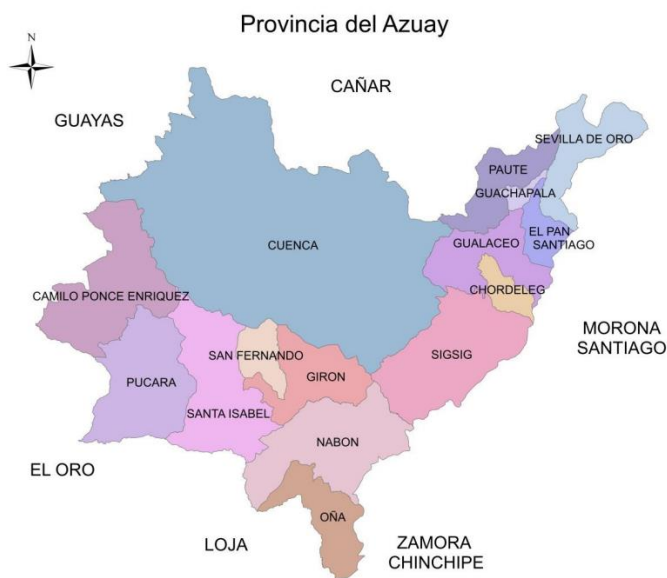 Provincia del Azuay
N
CAÑAR
GUAYAS
SEVILLA DE ORO
PAUTE
GUACHAPALA
EL PAN
SANTIAGO
GUALACEO
CUENCA
CHORDELEG
CAMILO PONCE ENRIQUEZ
MORONA
SANTIAGO
SAN FERNANDO
SIGSIG
GIRON
PUCARA
SANTA ISABEL
NABON
EL ORO
OÑA
LOJA
ZAMORA
CHINCHIPE